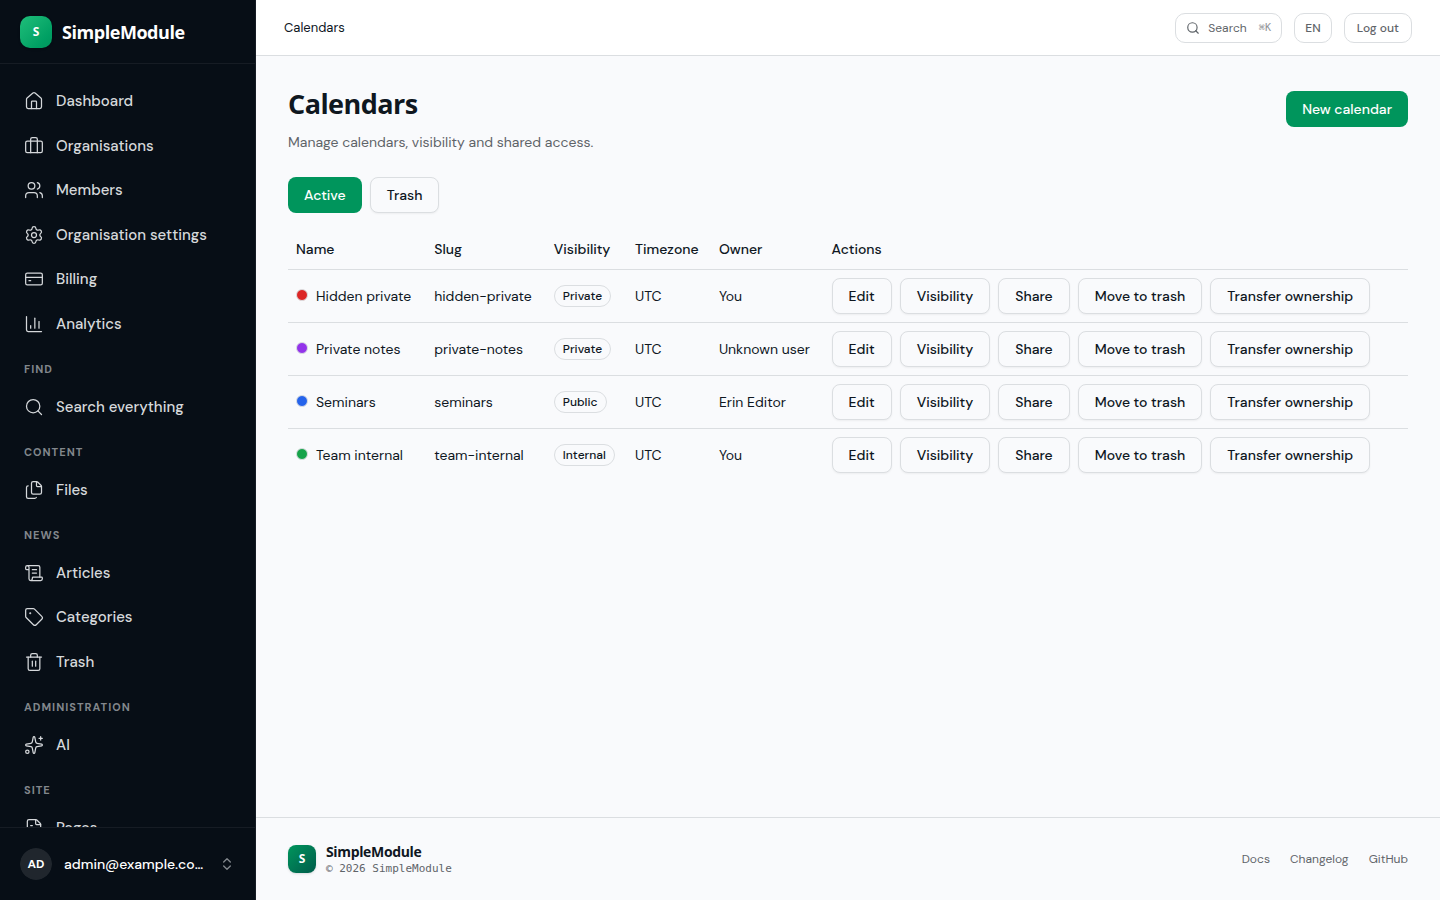 S SimpleModule
Dashboard
Organisations
Members
Organisation settings
Billing
Analytics
FIND
Search everything
CONTENT
Files
NEWS
Articles
Categories
Trash
ADMINISTRATION
AI
SITE
Pages
AD admin@example.co...
Calendars
Search ⌘K EN Log out
Calendars
New calendar
Manage calendars, visibility and shared access.
Active Trash
Name Slug Visibility Timezone Owner Actions
Hidden private hidden-private Private UTC You Edit Visibility Share Move to trash Transfer ownership
Private notes private-notes Private UTC Unknown user Edit Visibility Share Move to trash Transfer ownership
Seminars seminars Public UTC Erin Editor Edit Visibility Share Move to trash Transfer ownership
Team internal team-internal Internal UTC You Edit Visibility Share Move to trash Transfer ownership
S SimpleModule
© 2026 SimpleModule
Docs Changelog GitHub